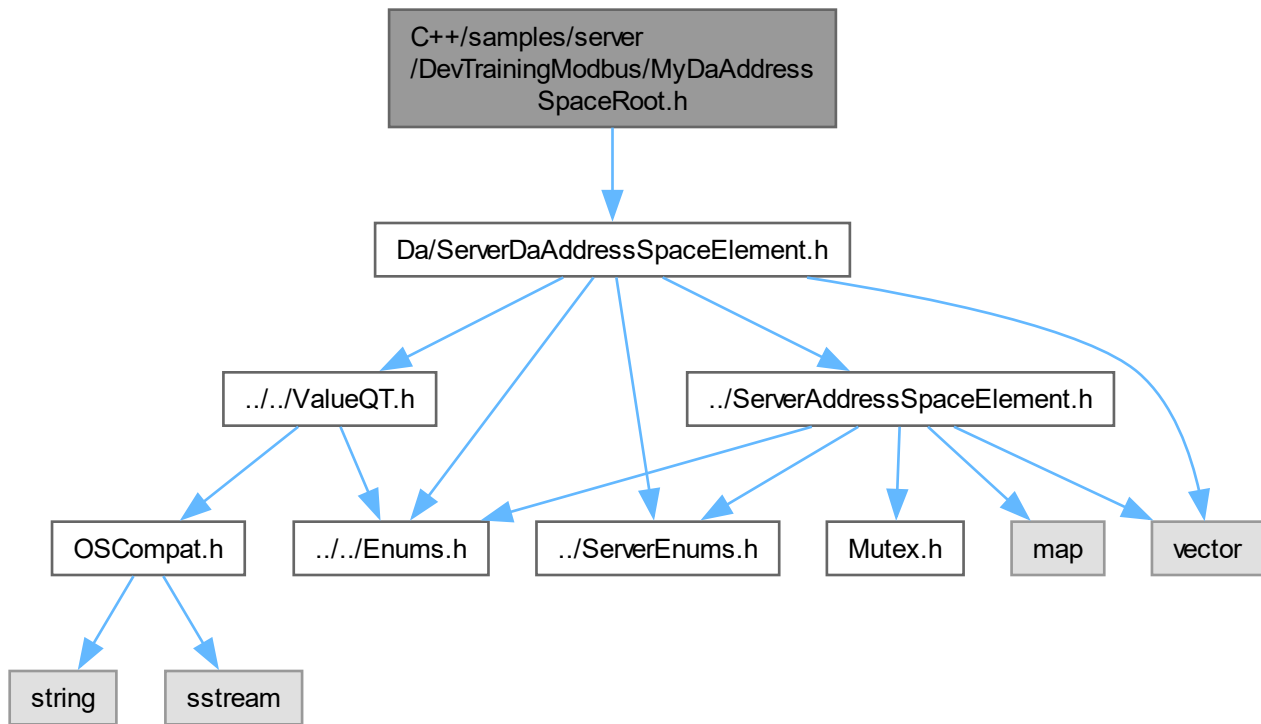 C++/samples/server
/DevTrainingModbus/MyDaAddress
SpaceRoot.h
Da/ServerDaAddressSpaceElement.h
../../ValueQT.h
../ServerAddressSpaceElement.h
OSCompat.h
../../Enums.h
../ServerEnums.h
Mutex.h
map
vector
string
sstream